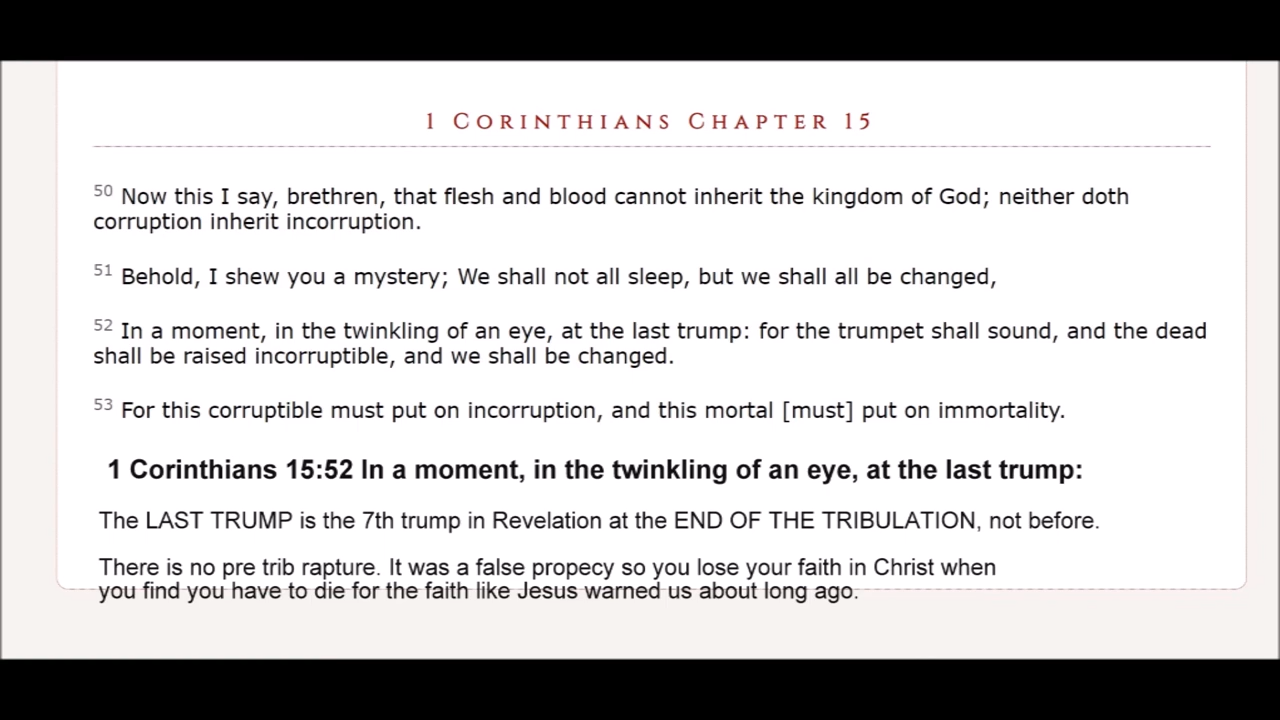 1 Corinthians Chapter 15
50 Now this I say, brethren, that flesh and blood cannot inherit the kingdom of God; neither doth
corruption inherit incorruption.
51 Behold, I shew you a mystery; We shall not all sleep, but we shall all be changed,
52 In a moment, in the twinkling of an eye, at the last trump: for the trumpet shall sound, and the dead
shall be raised incorruptible, and we shall be changed.
53 For this corruptible must put on incorruption, and this mortal [must] put on immortality.
1 Corinthians 15:52 In a moment, in the twinkling of an eye, at the last trump:
The LAST TRUMP is the 7th trump in Revelation at the END OF THE TRIBULATION, not before.
There is no pre trib rapture. It was a false propecy so you lose your faith in Christ when
you find you have to die for the faith like Jesus warned us about long ago.